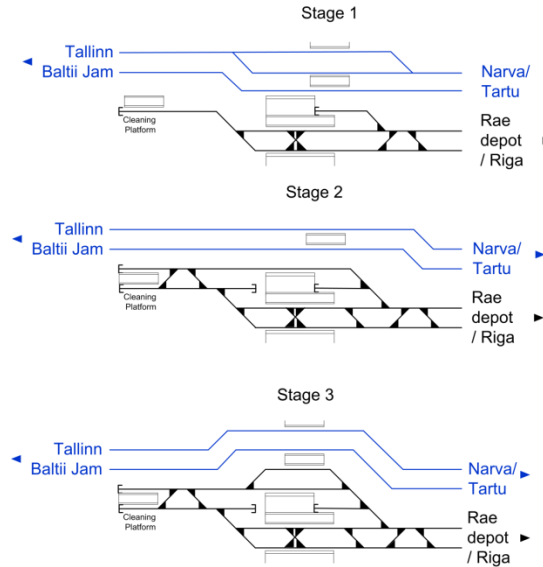 Stage 1
Tallinn
Baltii Jam
Narva/
Tartu
Cleaning
Platform
Rae
depot
/ Riga
Stage 2
Tallinn
Baltii Jam
Narva/
Tartu
Cleaning
Platform
Rae
depot
/ Riga
Stage 3
Tallinn
Baltii Jam
Narva/
Tartu
Cleaning
Platform
Rae
depot
/ Riga